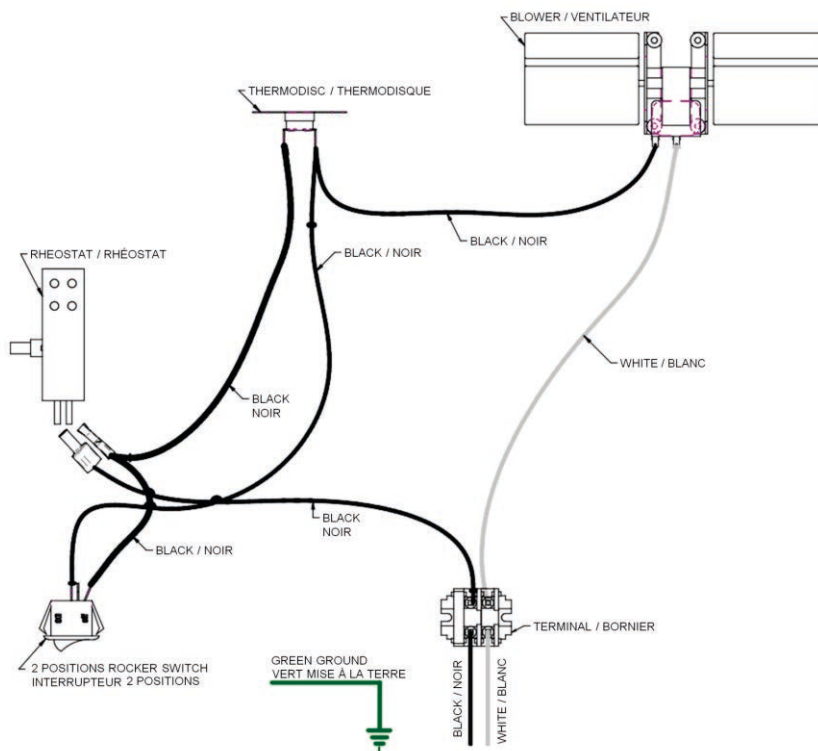 BLOWER / VENTILATEUR
THERMODISC / THERMODISQUE
BLACK / NOIR
BLACK / NOIR
RHEOSTAT / RHÉOSTAT
WHITE / BLANC
BLACK
NOIR
BLACK
NOIR
BLACK / NOIR
TERMINAL / BORNIER
2 POSITIONS ROCKER SWITCH
INTERRUPTEUR 2 POSITIONS
GREEN GROUND
VERT MISE À LA TERRE
BLACK / NOIR
WHITE / BLANC